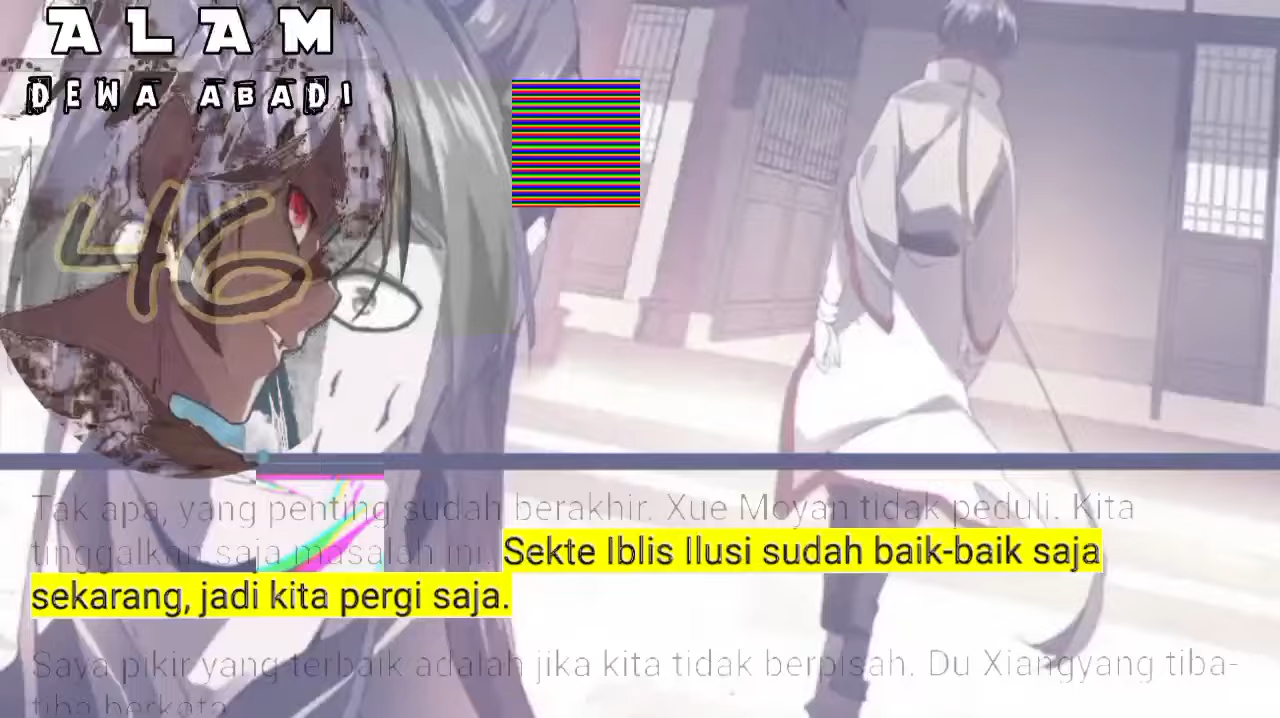 ALAM
DEWA ABADI
46
Tak apa, yang penting sudah berakhir. Xue Moyan tidak peduli. Kita
tinggalkan saja masalah ini. Sekte Iblis Ilusi sudah baik-baik saja
sekarang, jadi kita pergi saja.
Saya pikir yang terbaik adalah jika kita tidak berpisah. Du Xiangyang tiba-
tiba berkata